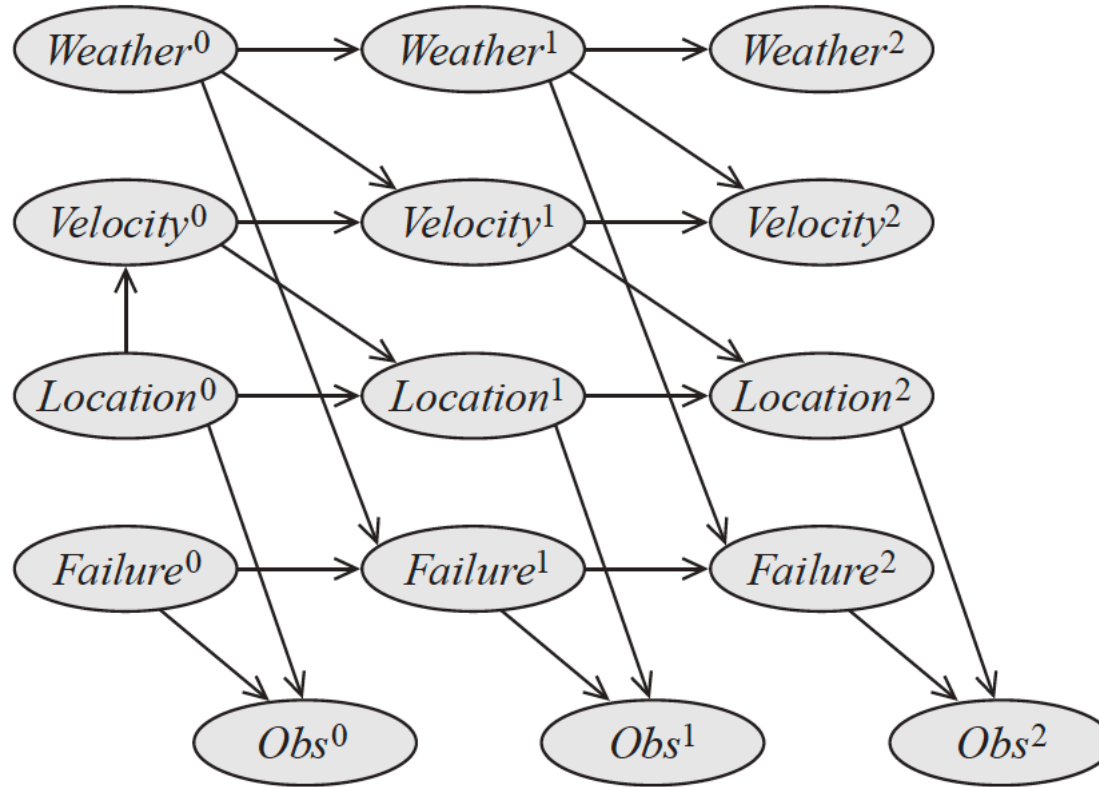 Weather⁰ Weather¹ Weather²
Velocity⁰ Velocity¹ Velocity²
Location⁰ Location¹ Location²
Failure⁰ Failure¹ Failure²
Obs⁰ Obs¹ Obs²